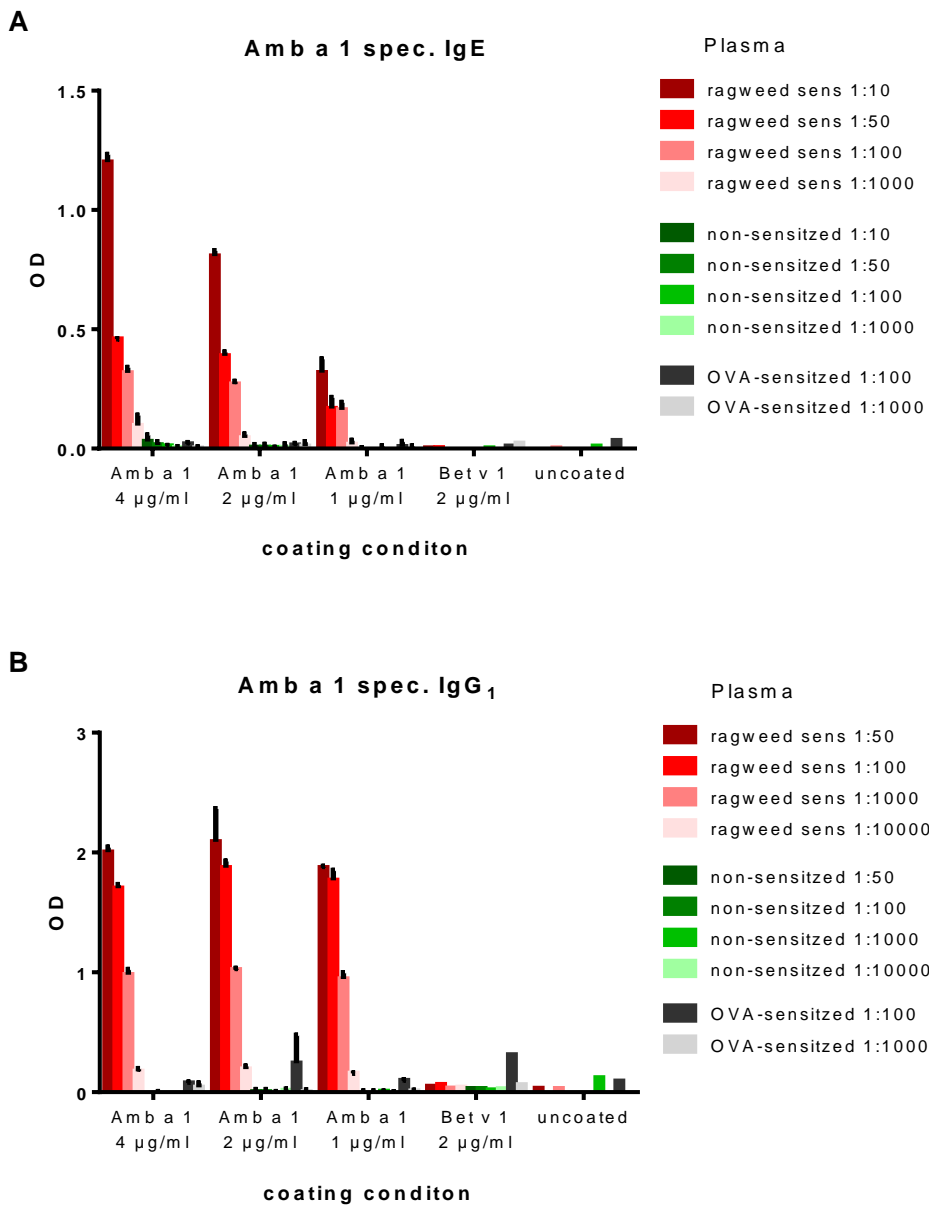 A
Amb a 1 spec. IgE
Plasma
1.5
1.0
0.5
0.0
OD
ragweed sens 1:10
ragweed sens 1:50
ragweed sens 1:100
ragweed sens 1:1000
non-sensitzed 1:10
non-sensitzed 1:50
non-sensitzed 1:100
non-sensitzed 1:1000
OVA-sensitzed 1:100
OVA-sensitzed 1:1000
Amb a 1 Amb a 1 Amb a 1 Bet v 1 uncoated
4 µg/ml 2 µg/ml 1 µg/ml 2 µg/ml
coating conditon
B
Amb a 1 spec. IgG1
Plasma
3
2
1
0
OD
ragweed sens 1:50
ragweed sens 1:100
ragweed sens 1:1000
ragweed sens 1:10000
non-sensitzed 1:50
non-sensitzed 1:100
non-sensitzed 1:1000
non-sensitzed 1:10000
OVA-sensitzed 1:100
OVA-sensitzed 1:1000
Amb a 1 Amb a 1 Amb a 1 Bet v 1 uncoated
4 µg/ml 2 µg/ml 1 µg/ml 2 µg/ml
coating conditon